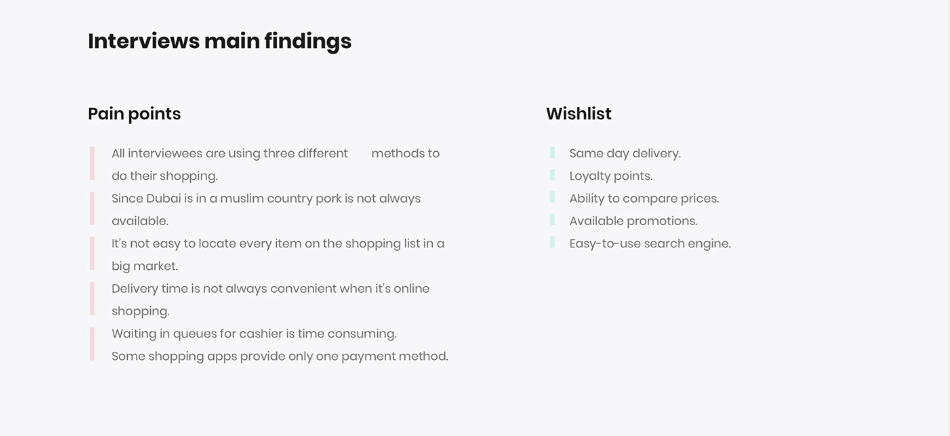 Interviews main findings
Pain points
All interviewees are using three different methods to
do their shopping.
Since Dubai is in a muslim country pork is not always
available.
It's not easy to locate every item on the shopping list in a
big market.
Delivery time is not always convenient when it's online
shopping.
Waiting in queues for cashier is time consuming.
Some shopping apps provide only one payment method.
Wishlist
Same day delivery.
Loyalty points.
Ability to compare prices.
Available promotions.
Easy-to-use search engine.